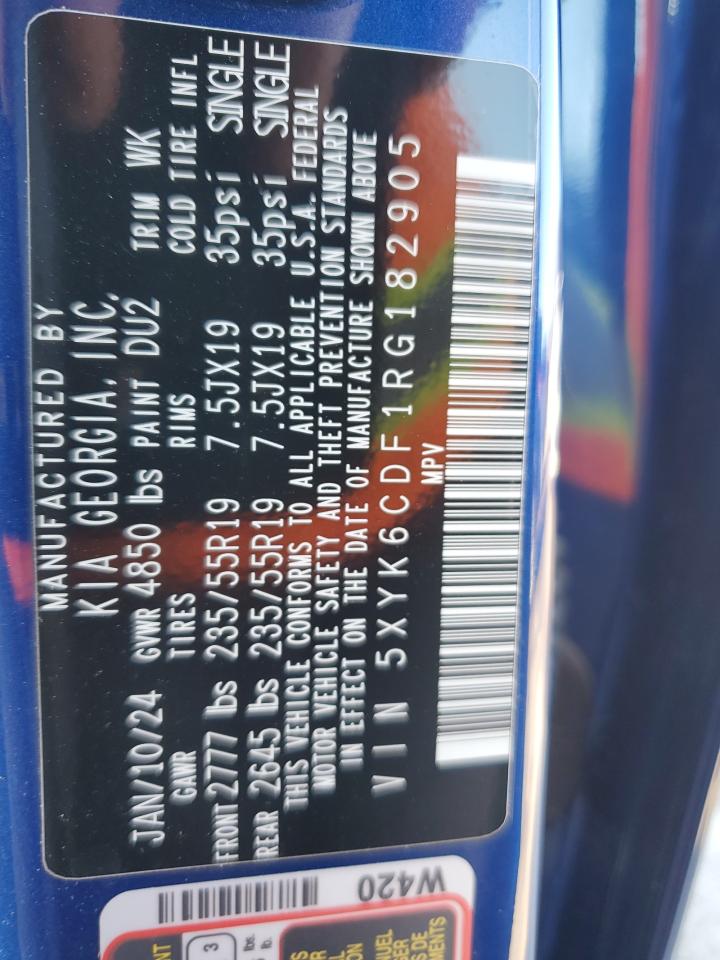 MANUFACTURED BY
KIA GEORGIA, INC.
JAN/10/24 GVWR 4850 lbs PAINT DU2 TRIM WK
GAWR TIRES RIMS COLD TIRE INFL
FRONT 2777 lbs 235/55R19 7.5JX19 35psi SINGLE
REAR 2645 lbs 235/55R19 7.5JX19 35psi SINGLE
THIS VEHICLE CONFORMS TO ALL APPLICABLE U.S.A. FEDERAL
MOTOR VEHICLE SAFETY AND THEFT PREVENTION STANDARDS
IN EFFECT ON THE DATE OF MANUFACTURE SHOWN ABOVE
VIN 5XYK6CDF1RG182905
MPV
W420
3
lbs.
lb.